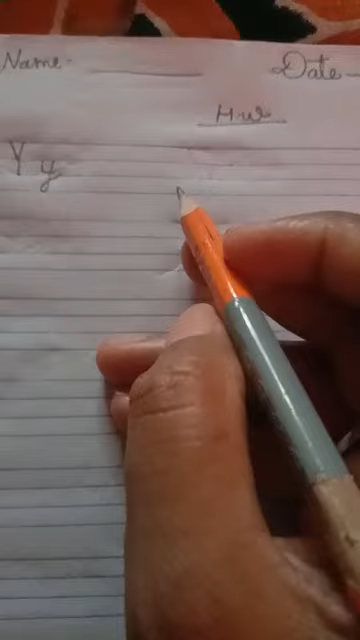 Name- Date-
H.w
Y y